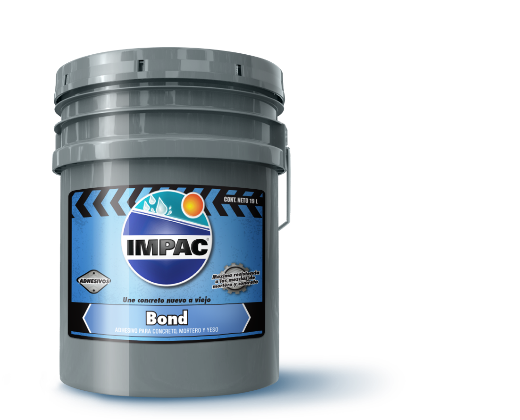 CONT. NETO 19 L
IMPAC
ADHESIVOS
Une concreto nuevo a viejo
Bond
ADHESIVO PARA CONCRETO, MORTERO Y YESO